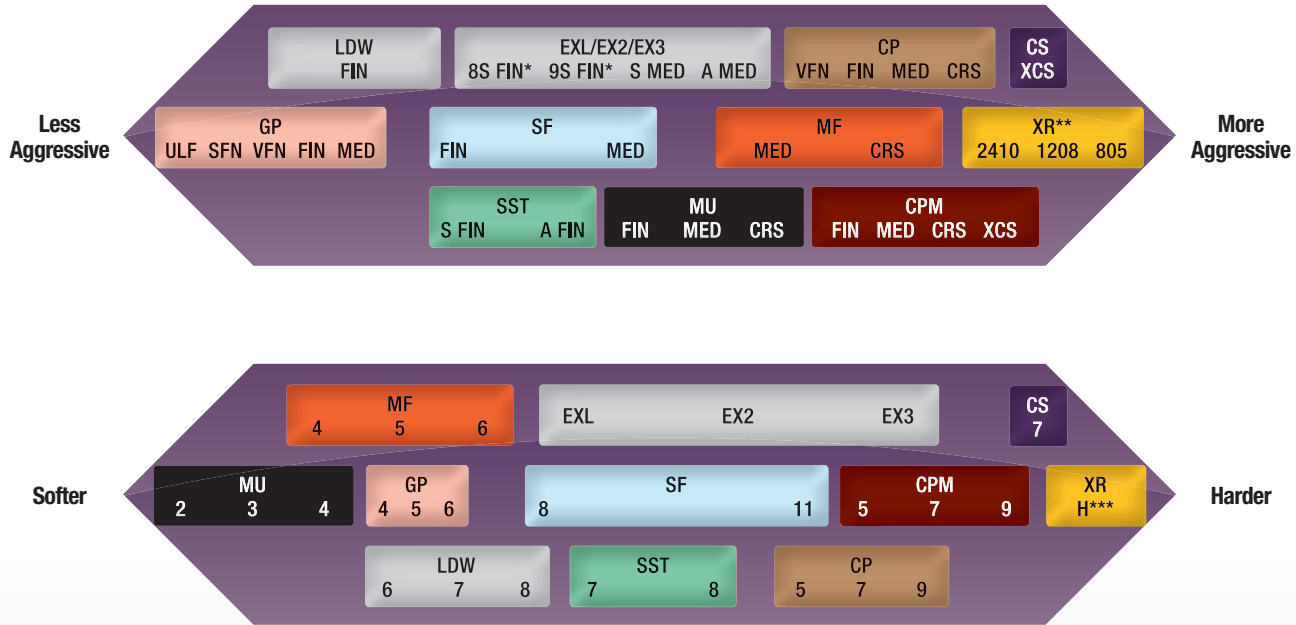 LDW
FIN
EXL/EX2/EX3
8S FIN* 9S FIN* S MED A MED
CP
VFN FIN MED CRS
CS
XCS
Less
Aggressive
GP
ULF SFN VFN FIN MED
SF
FIN MED
MF
MED CRS
XR**
2410 1208 805
More
Aggressive
SST
S FIN A FIN
MU
FIN MED CRS
CPM
FIN MED CRS XCS
MF
4 5 6
EXL EX2 EX3
CS
7
Softer
MU
2 3 4
GP
4 5 6
SF
8 11
CPM
5 7 9
XR
H***
Harder
LDW
6 7 8
SST
7 8
CP
5 7 9